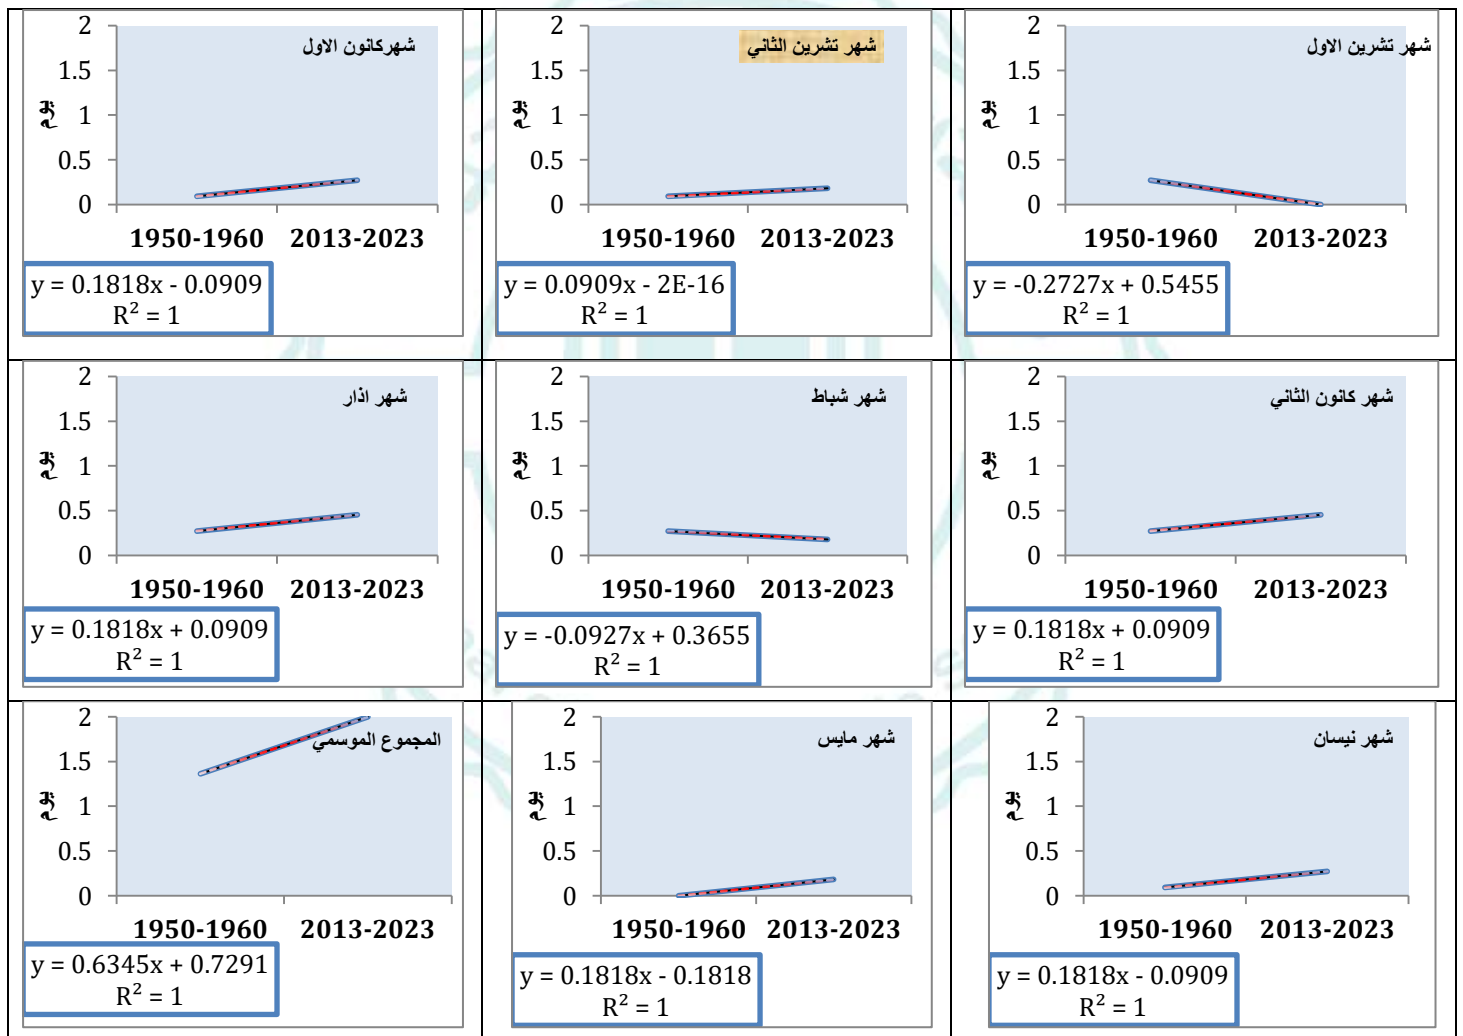 شهر تشرين الاول
2
1.5
1
0.5
0
يوم
1950-1960 2013-2023
y = -0.2727x + 0.5455
R² = 1
شهر تشرين الثاني
2
1.5
1
0.5
0
يوم
1950-1960 2013-2023
y = 0.0909x - 2E-16
R² = 1
شهركانون الاول
2
1.5
1
0.5
0
يوم
1950-1960 2013-2023
y = 0.1818x - 0.0909
R² = 1
شهر كانون الثاني
2
1.5
1
0.5
0
يوم
1950-1960 2013-2023
y = 0.1818x + 0.0909
R² = 1
شهر شباط
2
1.5
1
0.5
0
يوم
1950-1960 2013-2023
y = -0.0927x + 0.3655
R² = 1
شهر اذار
2
1.5
1
0.5
0
يوم
1950-1960 2013-2023
y = 0.1818x + 0.0909
R² = 1
شهر نيسان
2
1.5
1
0.5
0
يوم
1950-1960 2013-2023
y = 0.1818x - 0.0909
R² = 1
شهر مايس
2
1.5
1
0.5
0
يوم
1950-1960 2013-2023
y = 0.1818x - 0.1818
R² = 1
المجموع الموسمي
2
1.5
1
0.5
0
يوم
1950-1960 2013-2023
y = 0.6345x + 0.7291
R² = 1